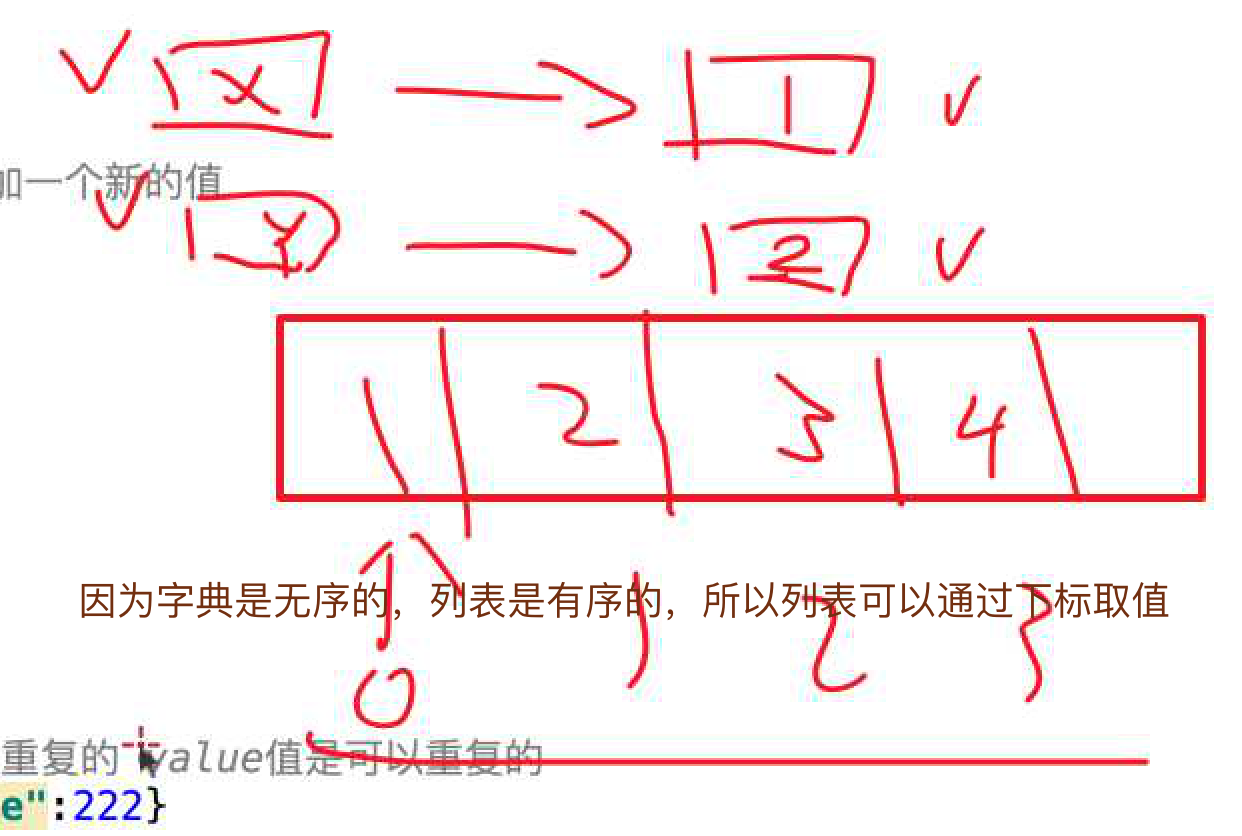 √ x → 1 √
加一个新的值
√ y → 2 √
1 2 3 4
因为字典是无序的，列表是有序的，所以列表可以通过下标取值
0 1 2 3
重复的 value值是可以重复的
e":222}